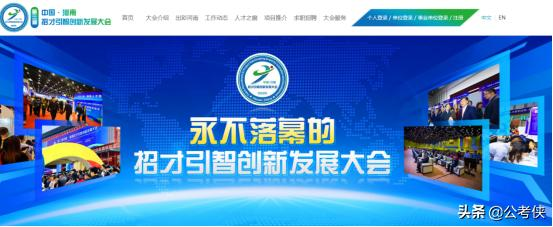 中国·河南
招才引智创新发展大会
首页 大会介绍 出彩河南 工作动态 人才之窗 项目推介 求职招聘 大会服务
个人登录 / 单位登录 / 事业单位登录 / 注册
中文 EN
永不落幕的
招才引智创新发展大会
头条 @公考侠